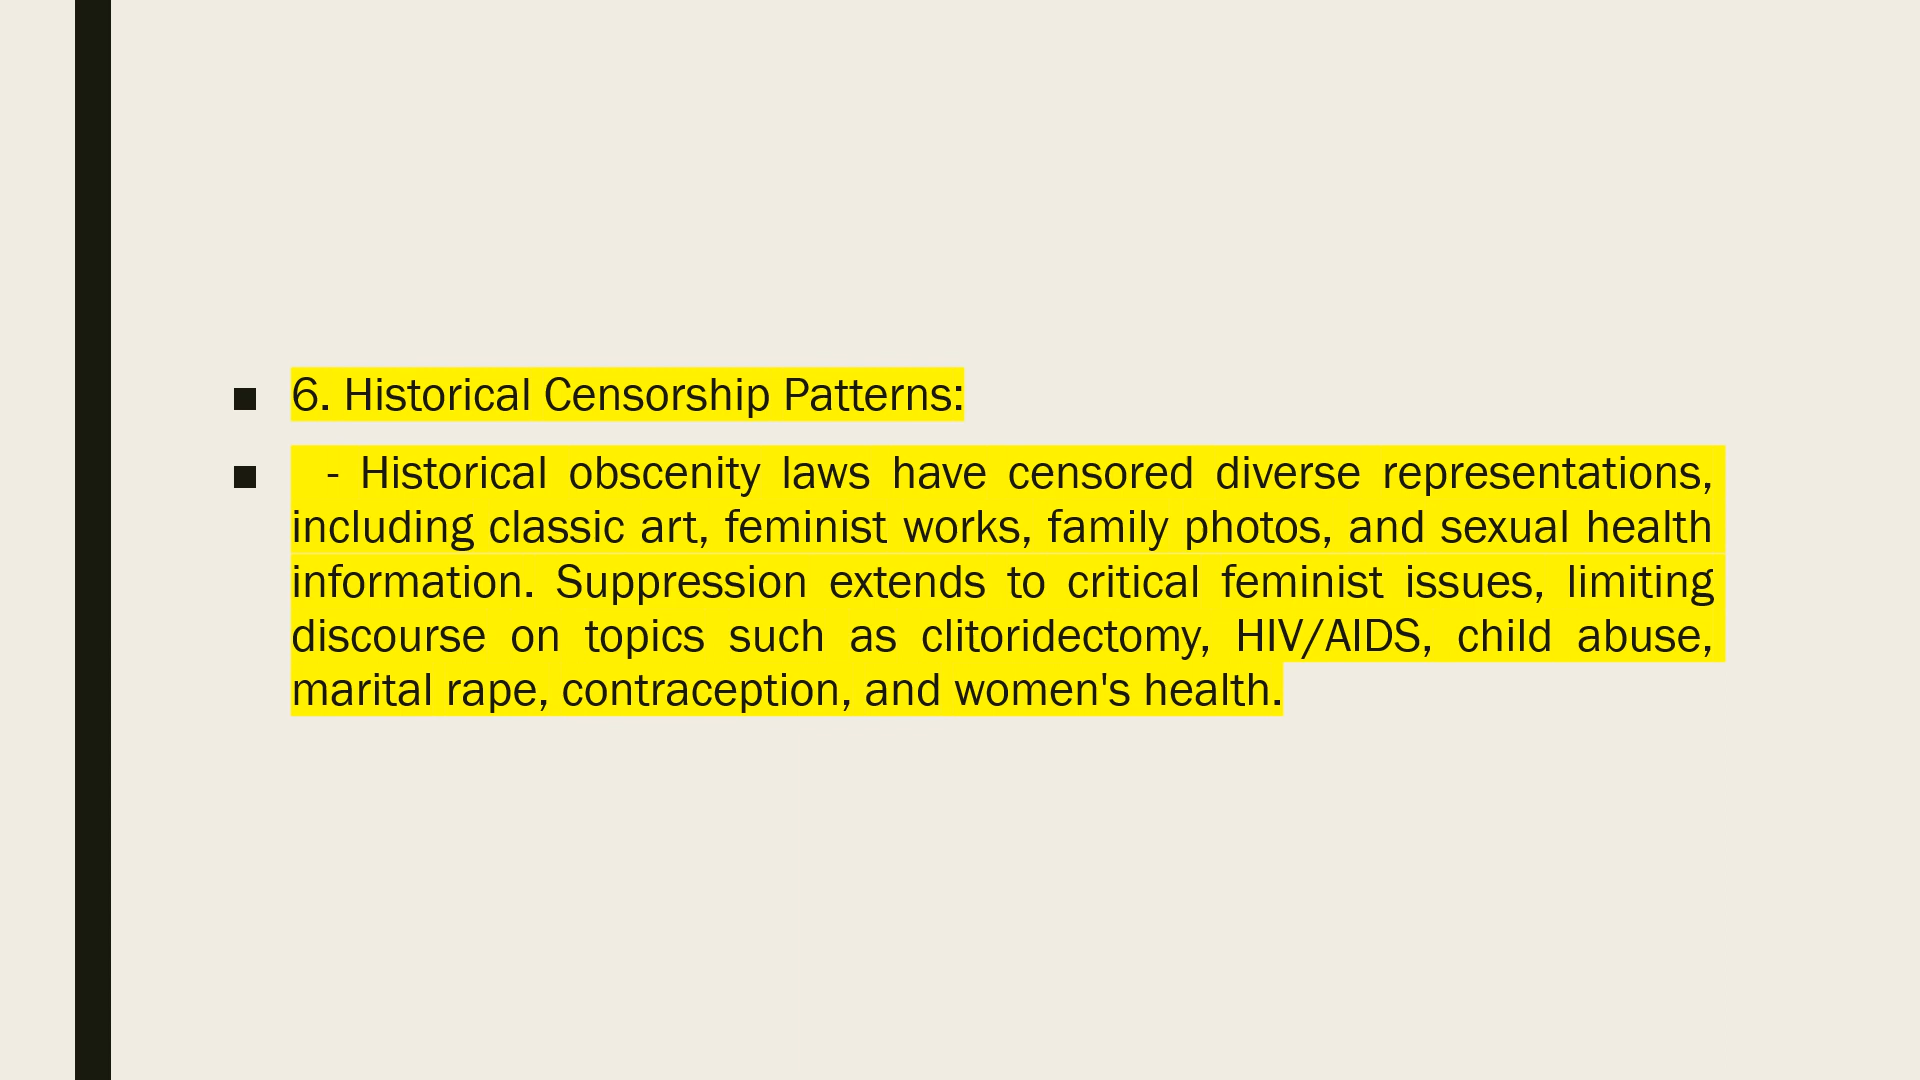 ■ 6. Historical Censorship Patterns:
■ - Historical obscenity laws have censored diverse representations,
including classic art, feminist works, family photos, and sexual health
information. Suppression extends to critical feminist issues, limiting
discourse on topics such as clitoridectomy, HIV/AIDS, child abuse,
marital rape, contraception, and women's health.